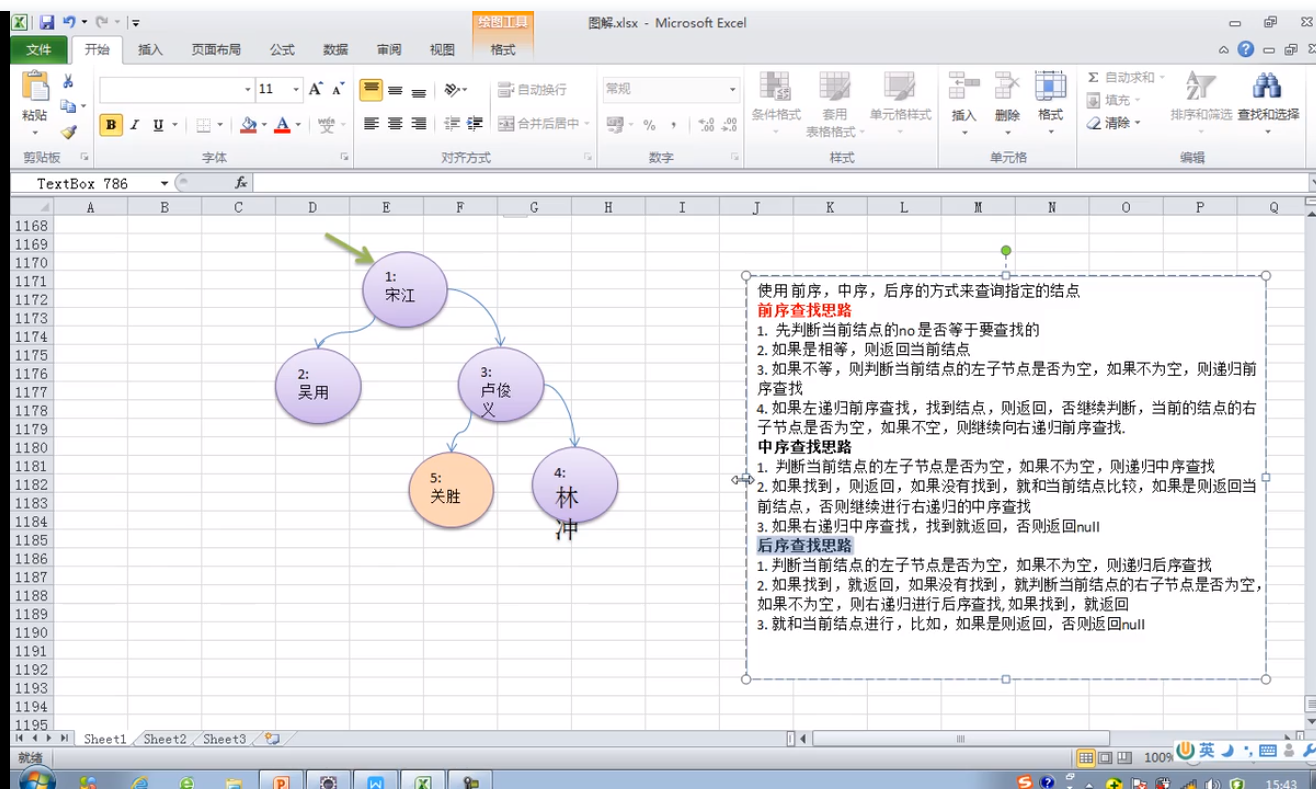 绘图工具
图解.xlsx - Microsoft Excel
文件 开始 插入 页面布局 公式 数据 审阅 视图 格式
粘贴
剪贴板
11 A A
B I U
字体
自动换行
合并后居中
对齐方式
常规
% ,
数字
条件格式 套用 表格格式 单元格样式
样式
插入 删除 格式
单元格
Σ 自动求和
填充
清除
排序和筛选 查找和选择
编辑
TextBox 786 fx
A B C D E F G H I J K L M N O P Q
1168
1169
1170
1171
1172
1173
1174
1175
1176
1177
1178
1179
1180
1181
1182
1183
1184
1185
1186
1187
1188
1189
1190
1191
1192
1193
1194
1195
1:
宋江
2:
吴用
3:
卢俊
义
5:
关胜
4:
林
冲
使用 前序，中序，后序的方式来查询指定的结点
前序查找思路
1. 先判断当前结点的no 是否等于要查找的
2. 如果是相等，则返回当前结点
3. 如果不等，则判断当前结点的左子节点是否为空，如果不为空，则递归前
序查找
4. 如果左递归前序查找，找到结点，则返回，否继续判断，当前的结点的右
子节点是否为空，如果不空，则继续向右递归前序查找.
中序查找思路
1. 判断当前结点的左子节点是否为空，如果不为空，则递归中序查找
2. 如果找到，则返回，如果没有找到，就和当前结点比较，如果是则返回当
前结点，否则继续进行右递归的中序查找
3. 如果右递归中序查找，找到就返回，否则返回null
后序查找思路
1. 判断当前结点的左子节点是否为空，如果不为空，则递归后序查找
2. 如果找到，就返回，如果没有找到，就判断当前结点的右子节点是否为空，
如果不为空，则右递归进行后序查找, 如果找到，就返回
3. 就和当前结点进行，比如，如果是则返回，否则返回null
Sheet1 Sheet2 Sheet3
就绪
100%
英
15:43